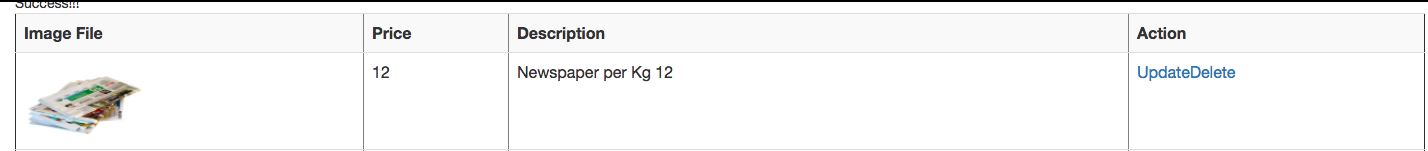 Success!!!
Image File Price Description Action
12 Newspaper per Kg 12 UpdateDelete